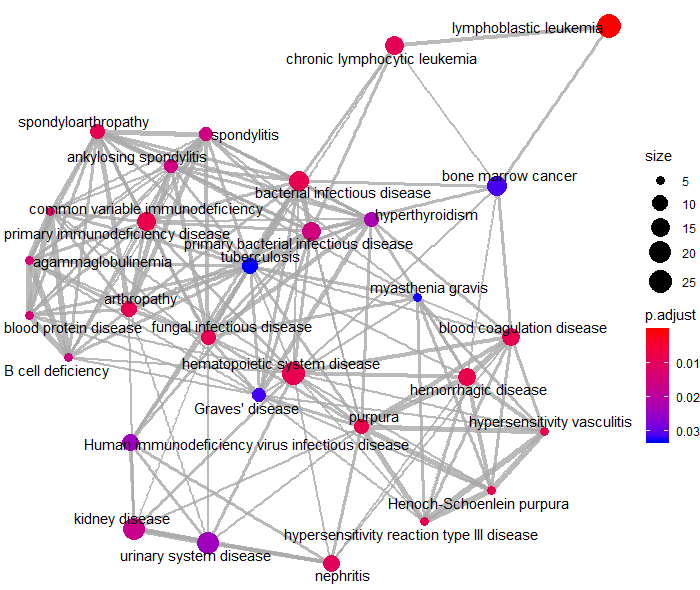 lymphoblastic leukemia
chronic lymphocytic leukemia
spondyloarthropathy
spondylitis
ankylosing spondylitis
bone marrow cancer
bacterial infectious disease
common variable immunodeficiency
hyperthyroidism
primary immunodeficiency disease
primary bacterial infectious disease
tuberculosis
agammaglobulinemia
myasthenia gravis
arthropathy
blood protein disease
fungal infectious disease
blood coagulation disease
hematopoietic system disease
B cell deficiency
hemorrhagic disease
Graves' disease
purpura
hypersensitivity vasculitis
Human immunodeficiency virus infectious disease
Henoch-Schoenlein purpura
kidney disease
hypersensitivity reaction type III disease
urinary system disease
nephritis
size
5
10
15
20
25
p.adjust
0.01
0.02
0.03